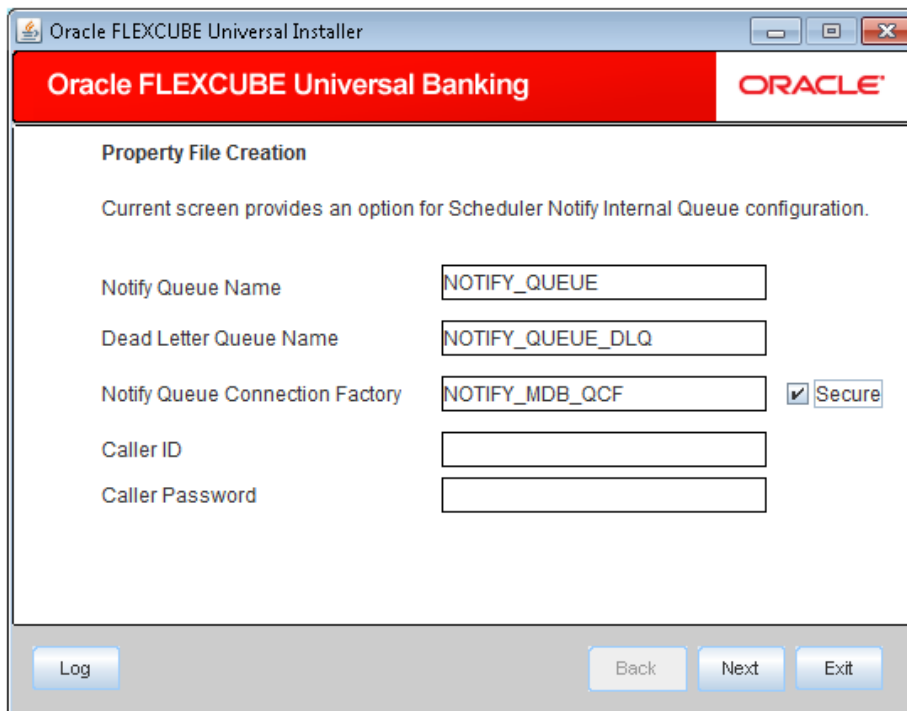 Oracle FLEXCUBE Universal Installer
Oracle FLEXCUBE Universal Banking
ORACLE
Property File Creation
Current screen provides an option for Scheduler Notify Internal Queue configuration.
Notify Queue Name NOTIFY_QUEUE
Dead Letter Queue Name NOTIFY_QUEUE_DLQ
Notify Queue Connection Factory NOTIFY_MDB_QCF Secure
Caller ID
Caller Password
Log Back Next Exit